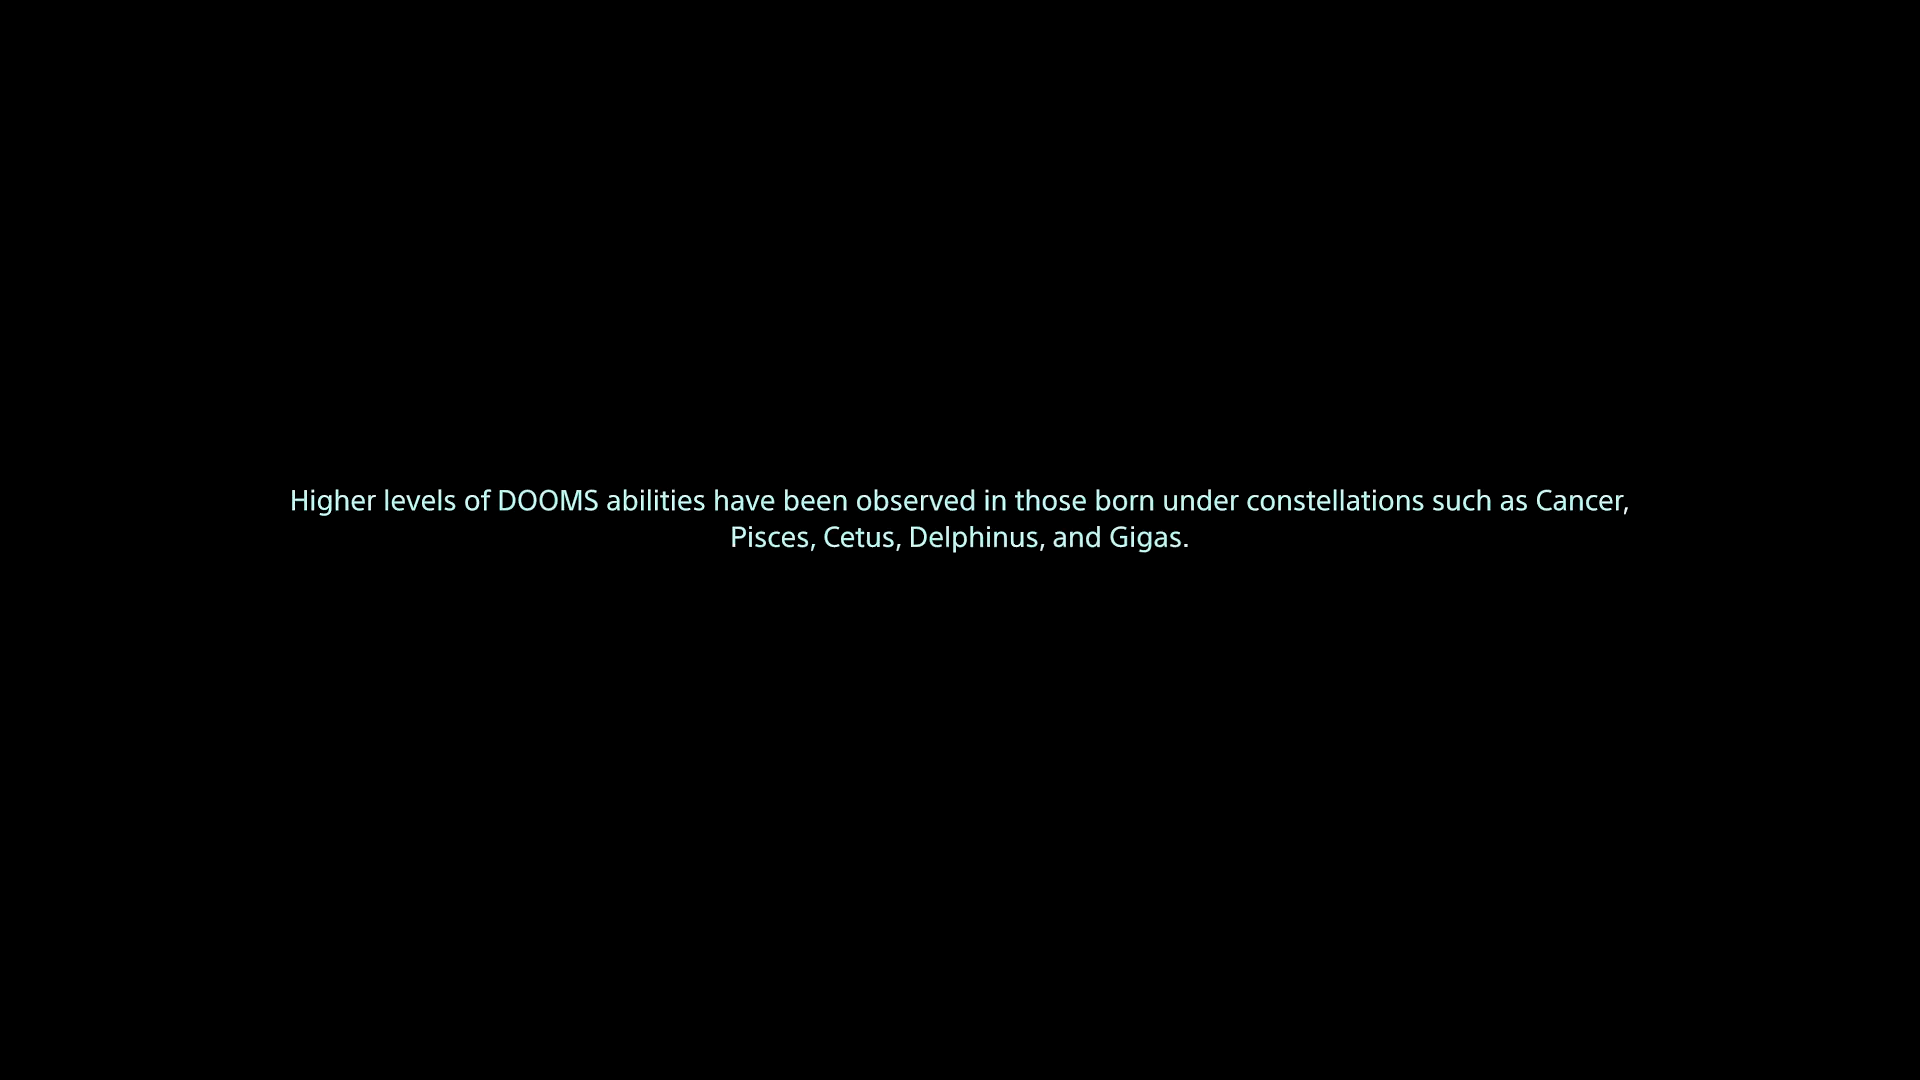 Higher levels of DOOMS abilities have been observed in those born under constellations such as Cancer,
Pisces, Cetus, Delphinus, and Gigas.